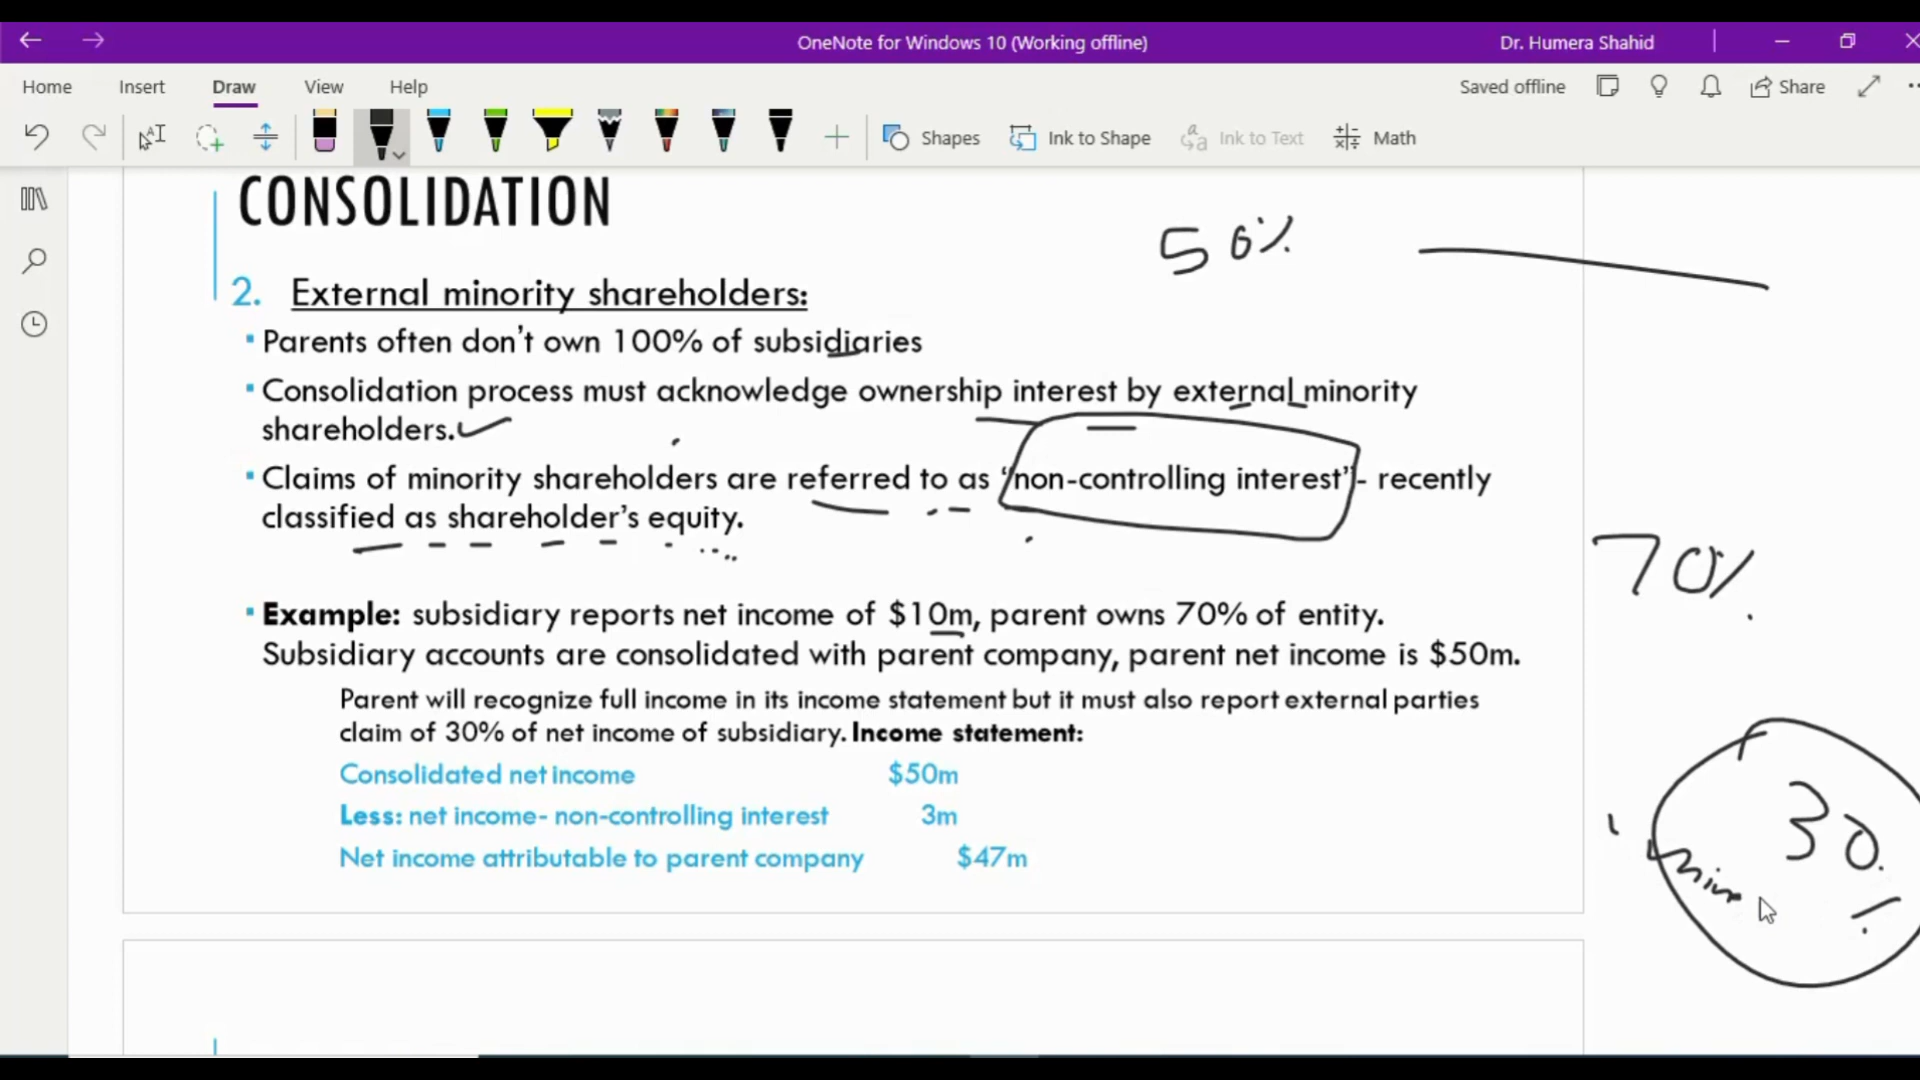 OneNote for Windows 10 (Working offline)
Dr. Humera Shahid
Home Insert Draw View Help
Saved offline
Share
Shapes
Ink to Shape
Ink to Text
Math
CONSOLIDATION
50%
2. External minority shareholders:
▪ Parents often don't own 100% of subsidiaries
▪ Consolidation process must acknowledge ownership interest by external minority
shareholders.
▪ Claims of minority shareholders are referred to as "non-controlling interest"- recently
classified as shareholder's equity.
70%
▪ Example: subsidiary reports net income of $10m, parent owns 70% of entity.
Subsidiary accounts are consolidated with parent company, parent net income is $50m.
Parent will recognize full income in its income statement but it must also report external parties
claim of 30% of net income of subsidiary. Income statement:
Consolidated net income $50m
Less: net income- non-controlling interest 3m
Net income attributable to parent company $47m
30